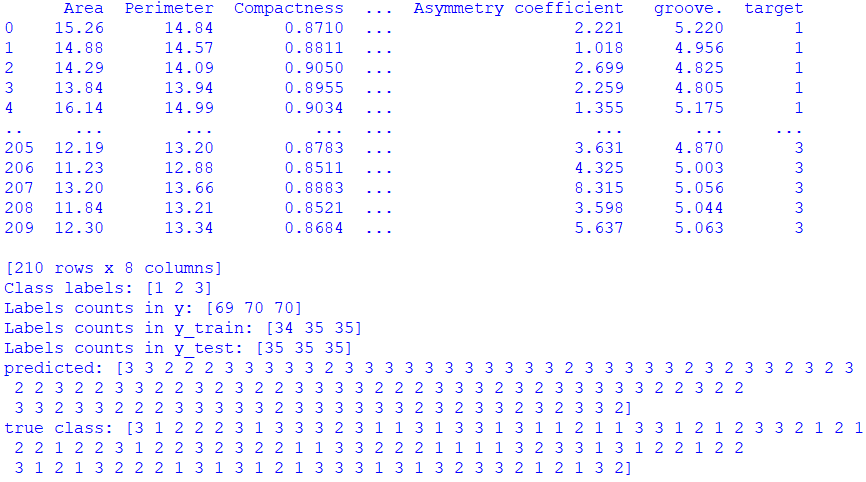 Area Perimeter Compactness ... Asymmetry coefficient groove. target
0 15.26 14.84 0.8710 ... 2.221 5.220 1
1 14.88 14.57 0.8811 ... 1.018 4.956 1
2 14.29 14.09 0.9050 ... 2.699 4.825 1
3 13.84 13.94 0.8955 ... 2.259 4.805 1
4 16.14 14.99 0.9034 ... 1.355 5.175 1
.. ... ... ... ... ... ... ...
205 12.19 13.20 0.8783 ... 3.631 4.870 3
206 11.23 12.88 0.8511 ... 4.325 5.003 3
207 13.20 13.66 0.8883 ... 8.315 5.056 3
208 11.84 13.21 0.8521 ... 3.598 5.044 3
209 12.30 13.34 0.8684 ... 5.637 5.063 3
[210 rows x 8 columns]
Class labels: [1 2 3]
Labels counts in y: [69 70 70]
Labels counts in y_train: [34 35 35]
Labels counts in y_test: [35 35 35]
predicted: [3 3 2 2 2 3 3 3 3 3 2 3 3 3 3 3 3 3 3 3 3 3 2 3 3 3 3 3 2 3 2 3 3 2 3 2 3
2 2 3 2 2 3 3 2 2 3 2 3 2 2 3 3 3 3 2 2 2 3 3 3 2 3 2 3 3 3 3 3 2 2 3 2 2
3 3 2 3 3 2 2 2 3 3 3 3 3 2 3 3 3 3 3 2 3 3 2 3 3 2 3 2 3 3 2]
true class: [3 1 2 2 2 3 1 3 3 3 2 3 1 1 3 1 3 3 1 3 1 1 2 1 1 3 3 1 2 1 2 3 3 2 1 2 1
2 2 1 2 2 3 1 2 2 3 2 3 2 2 1 1 3 3 2 2 2 1 1 1 1 3 2 3 3 1 3 1 2 2 1 2 2
3 1 2 1 3 2 2 2 1 3 1 3 1 2 1 3 3 3 1 3 1 3 2 3 3 2 1 2 1 3 2]